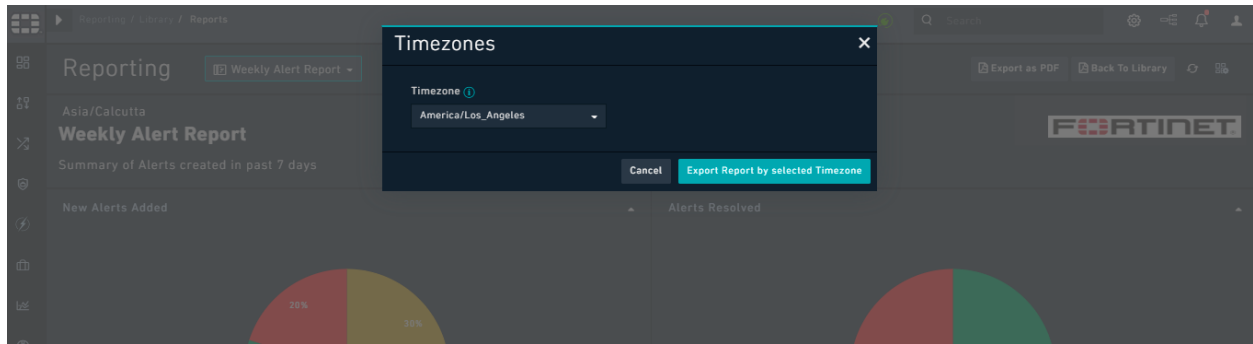 Reporting / Library / Reports
Search
Timezones
Reporting
Weekly Alert Report
Export as PDF
Back To Library
Timezone
America/Los_Angeles
Asia/Calcutta
Weekly Alert Report
FORTINET
Summary of Alerts created in past 7 days
Cancel
Export Report by selected Timezone
New Alerts Added
Alerts Resolved
20%
30%